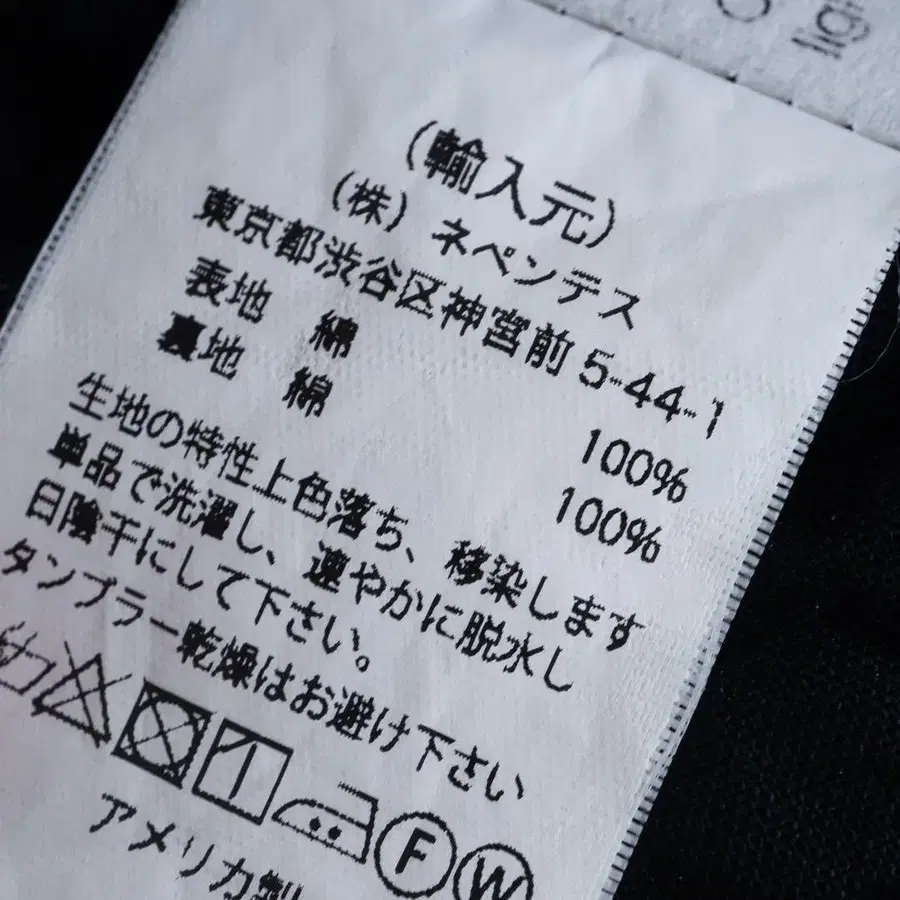 ligh
(輸入元)
(株) ネペンテス
東京都渋谷区神宮前 5-44-1
表地 綿 100%
裏地 綿 100%
生地の特性上色落ち、移染します
単品で洗濯し、速やかに脱水し
日陰干にして下さい。
タンブラー乾燥はお避け下さい
F W
アメリカ製